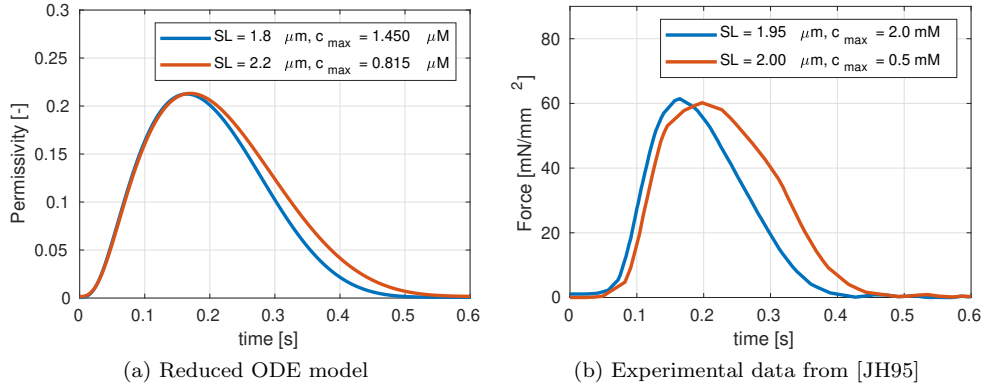 SL = 1.8 μm, c max = 1.450 μM
SL = 2.2 μm, c max = 0.815 μM
Permissivity [-]
0.3
0.25
0.2
0.15
0.1
0.05
0
0 0.1 0.2 0.3 0.4 0.5 0.6
time [s]
(a) Reduced ODE model
SL = 1.95 μm, c max = 2.0 mM
SL = 2.00 μm, c max = 0.5 mM
Force [mN/mm 2]
80
60
40
20
0
0 0.1 0.2 0.3 0.4 0.5 0.6
time [s]
(b) Experimental data from [JH95]